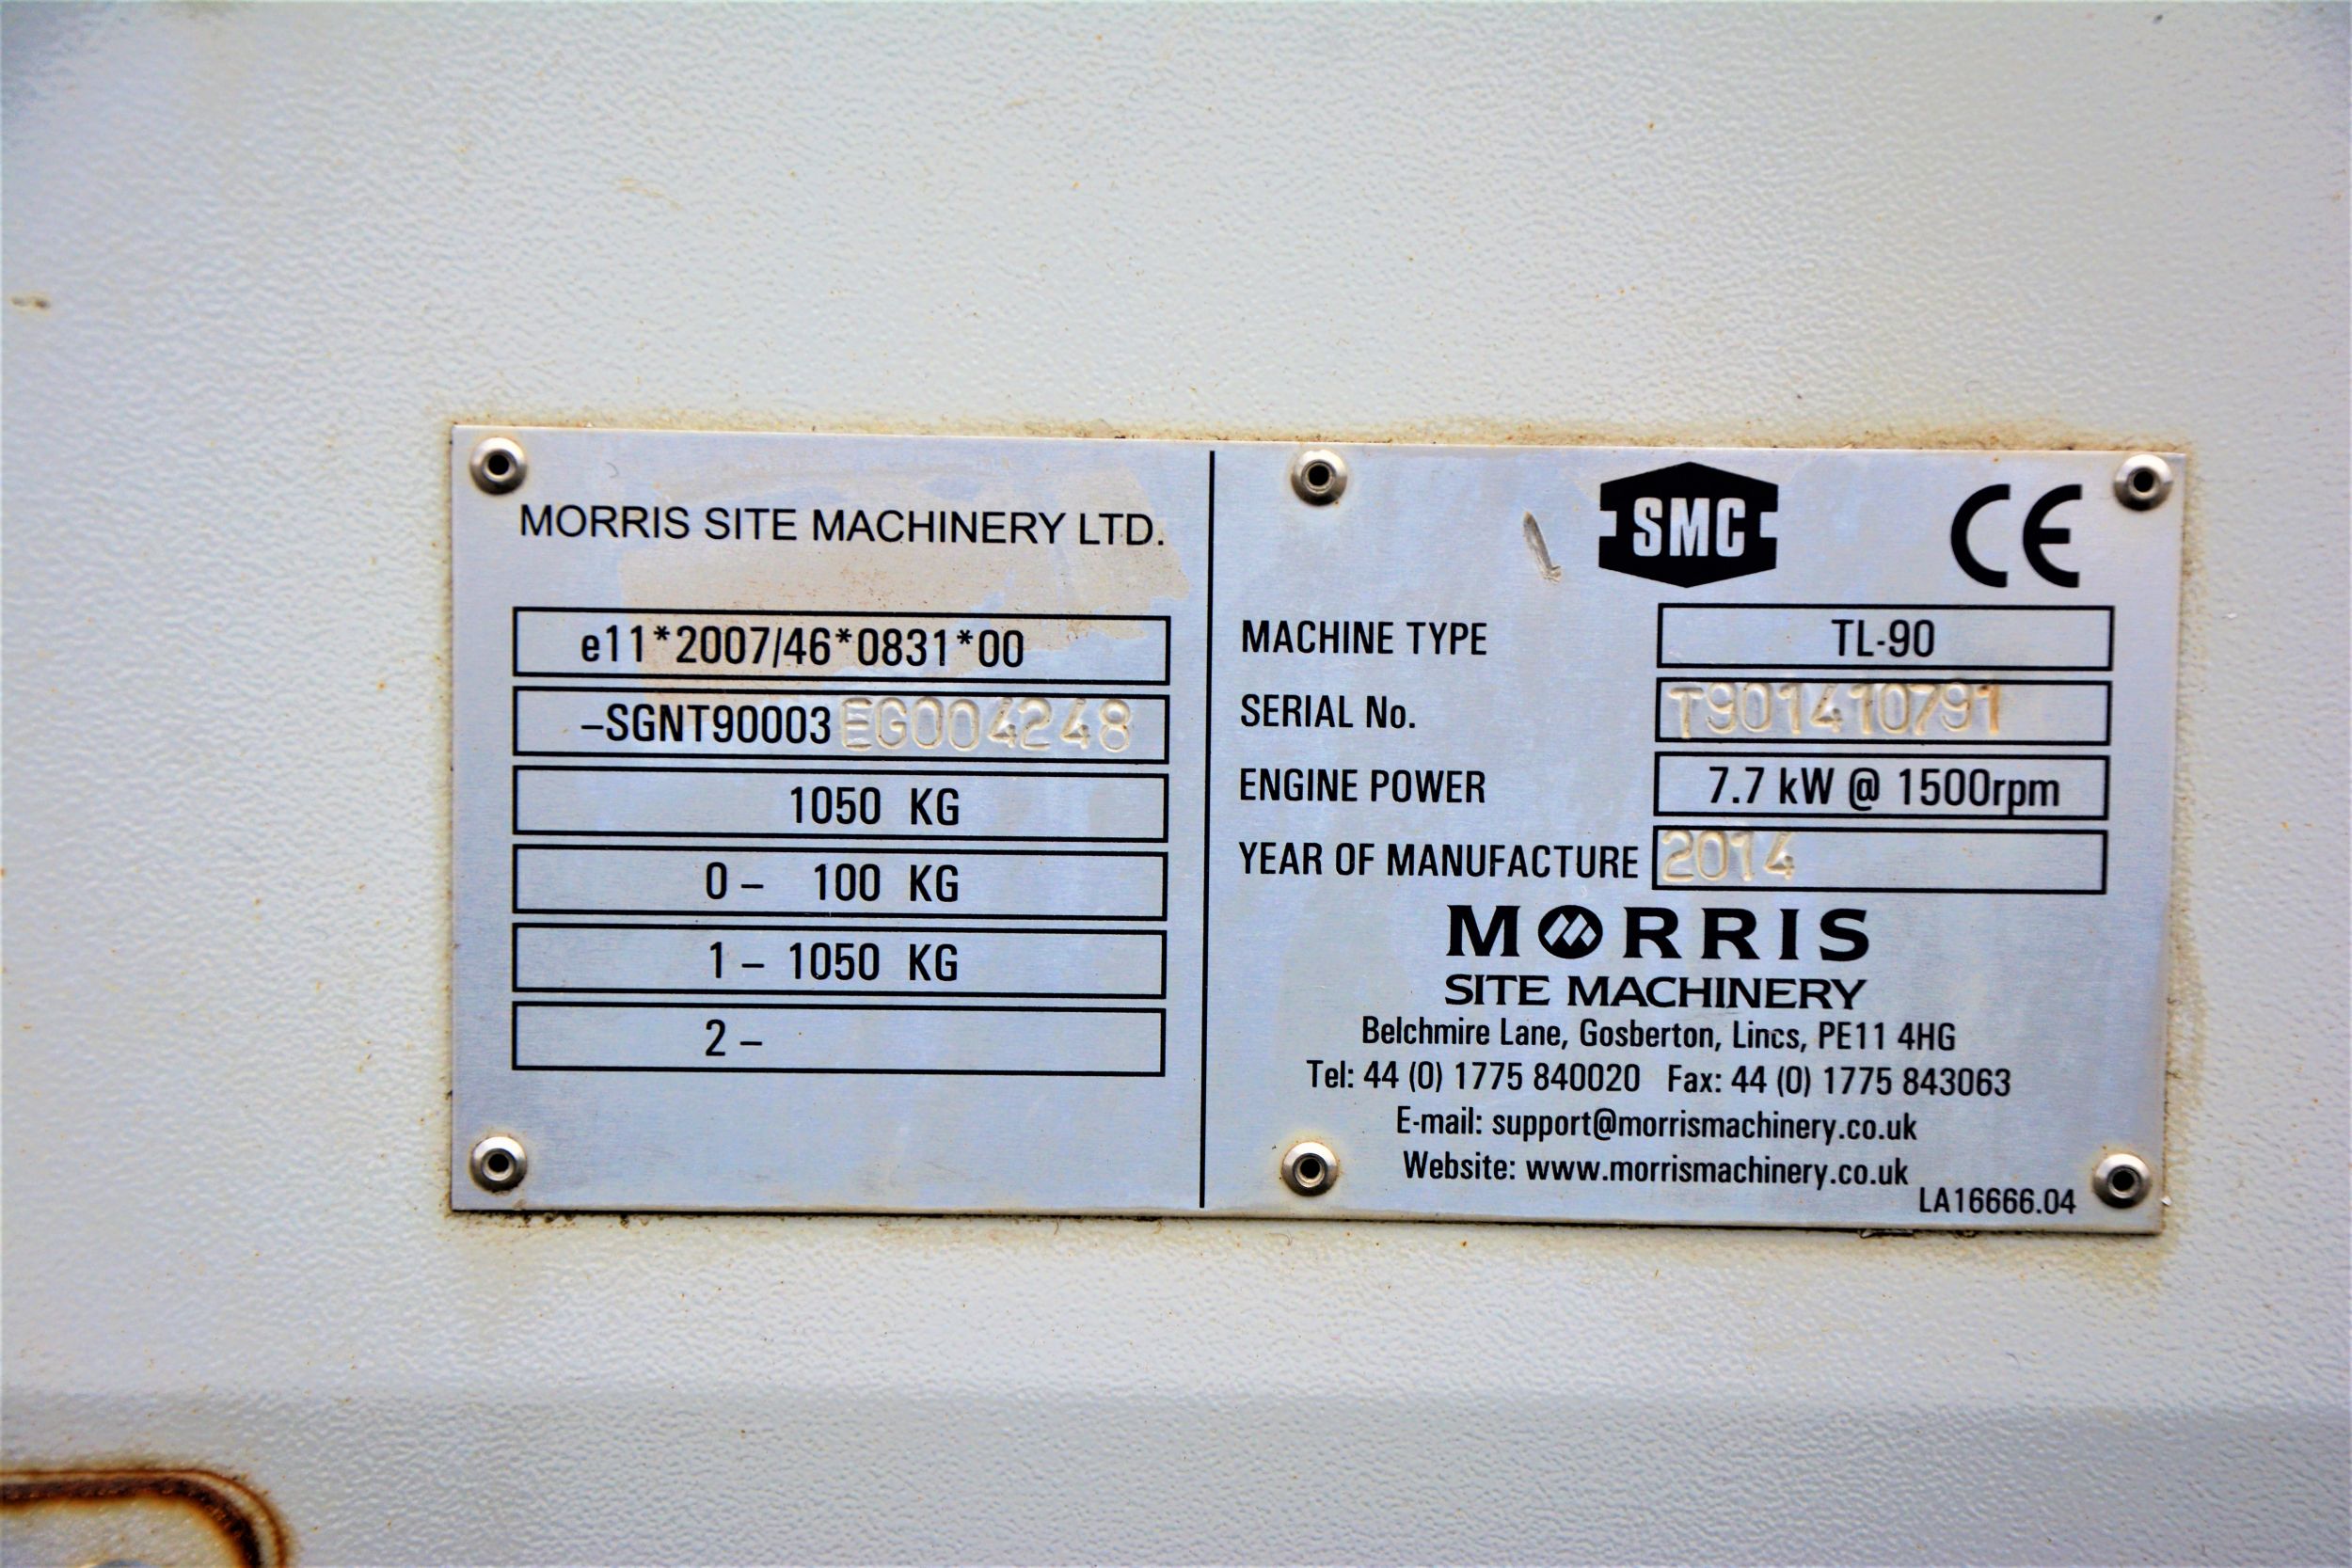 MORRIS SITE MACHINERY LTD.
e11*2007/46*0831*00
–SGNT90003EG004248
1050 KG
0 – 100 KG
1 – 1050 KG
2 –
SMC CE
MACHINE TYPE TL-90
SERIAL No. T901410791
ENGINE POWER 7.7 kW @ 1500rpm
YEAR OF MANUFACTURE 2014
MORRIS
SITE MACHINERY
Belchmire Lane, Gosberton, Lincs, PE11 4HG
Tel: 44 (0) 1775 840020 Fax: 44 (0) 1775 843063
E-mail: support@morrismachinery.co.uk
Website: www.morrismachinery.co.uk
LA16666.04